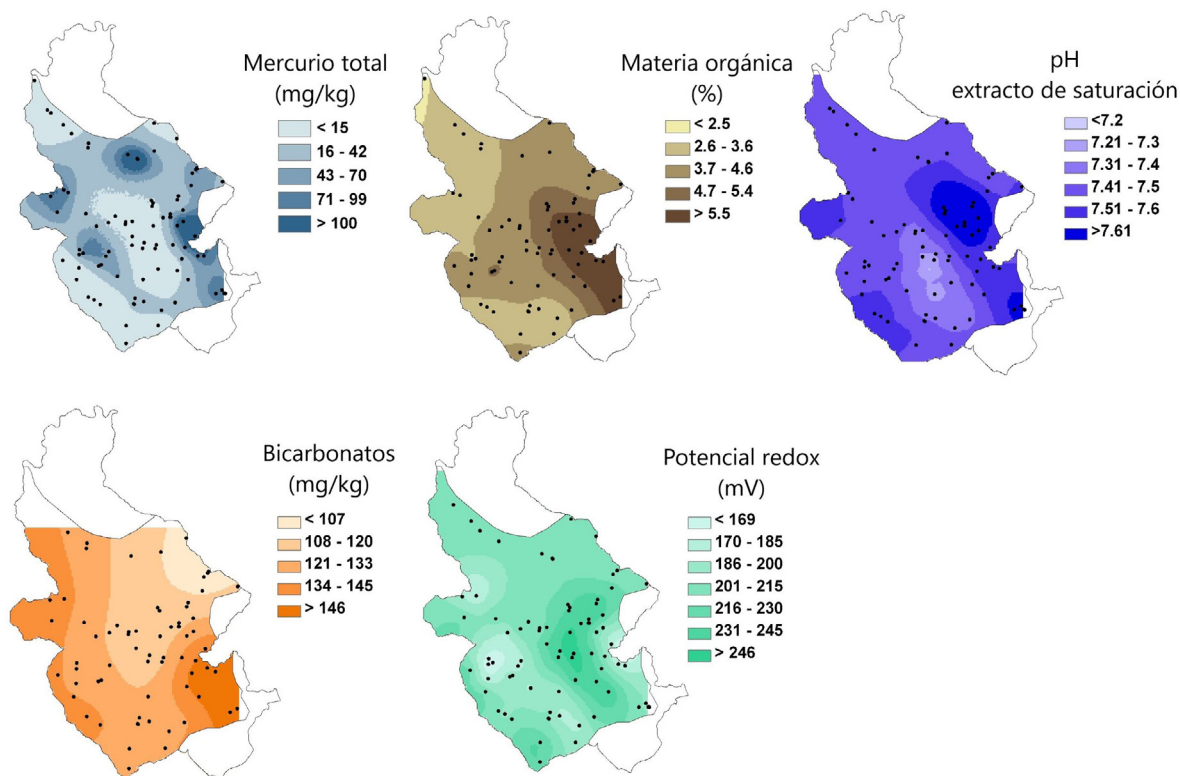 Mercurio total
(mg/kg)
< 15
16 - 42
43 - 70
71 - 99
> 100
Materia orgánica
(%)
< 2.5
2.6 - 3.6
3.7 - 4.6
4.7 - 5.4
> 5.5
pH
extracto de saturación
<7.2
7.21 - 7.3
7.31 - 7.4
7.41 - 7.5
7.51 - 7.6
>7.61
Bicarbonatos
(mg/kg)
< 107
108 - 120
121 - 133
134 - 145
> 146
Potencial redox
(mV)
< 169
170 - 185
186 - 200
201 - 215
216 - 230
231 - 245
> 246